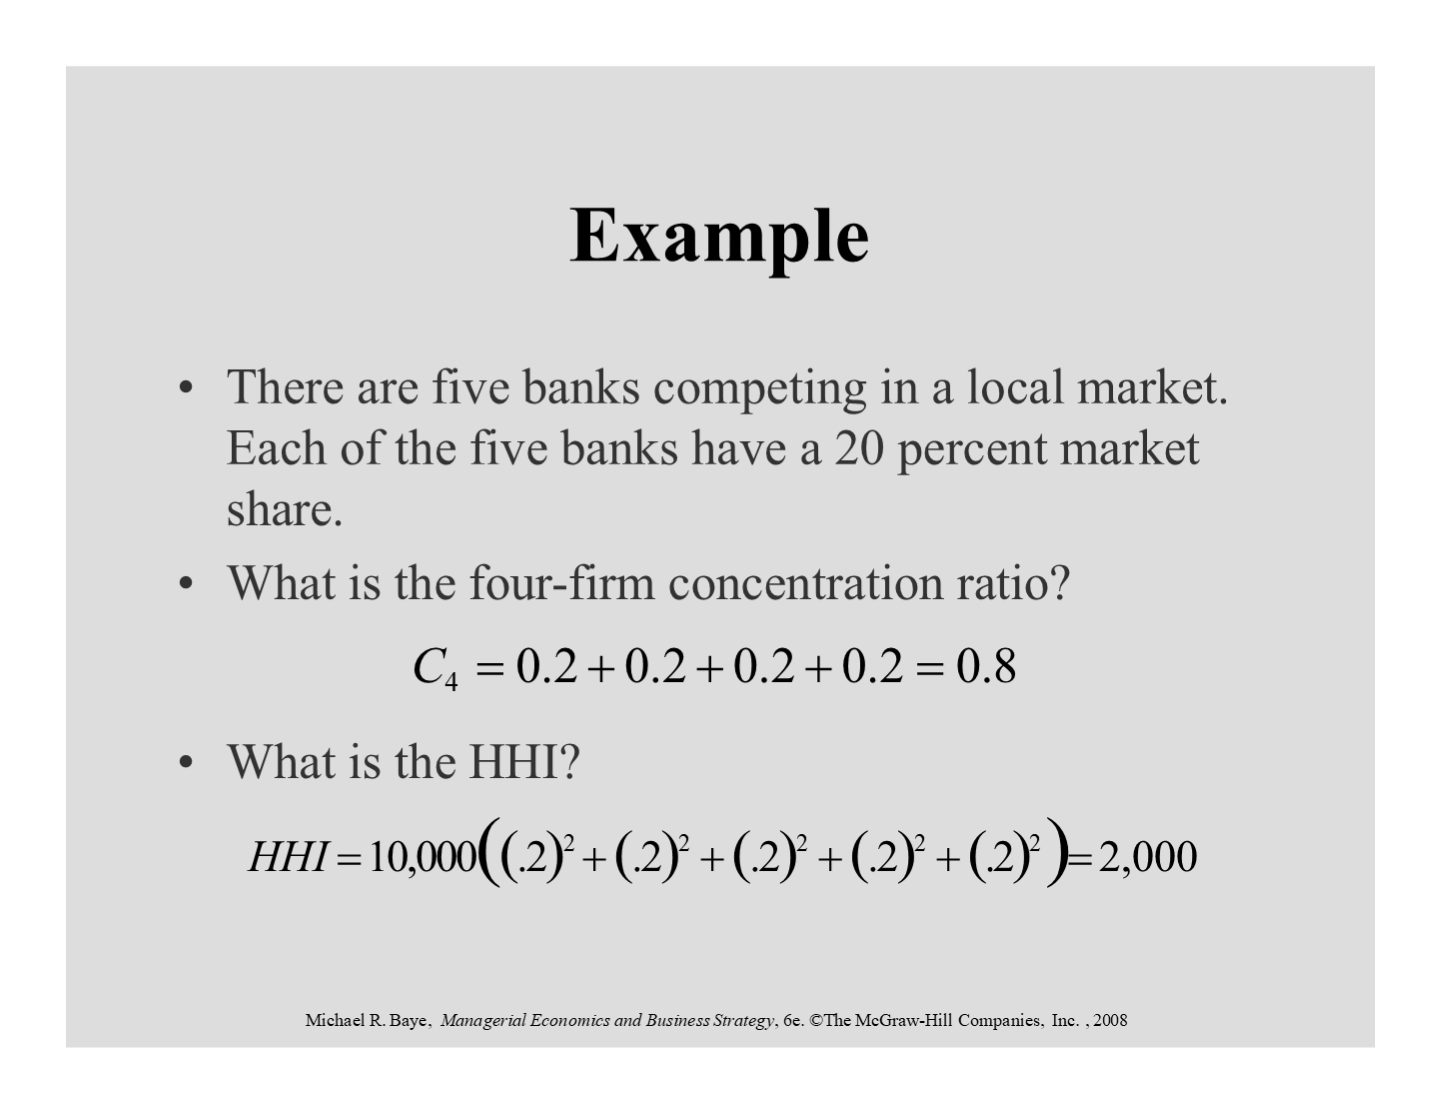 Example
• There are five banks competing in a local market.
Each of the five banks have a 20 percent market
share.
• What is the four-firm concentration ratio?
C₄ = 0.2 + 0.2 + 0.2 + 0.2 = 0.8
• What is the HHI?
HHI = 10,000((.2)² + (.2)² + (.2)² + (.2)² + (.2)²) = 2,000
Michael R. Baye, Managerial Economics and Business Strategy, 6e. ©The McGraw-Hill Companies, Inc. , 2008